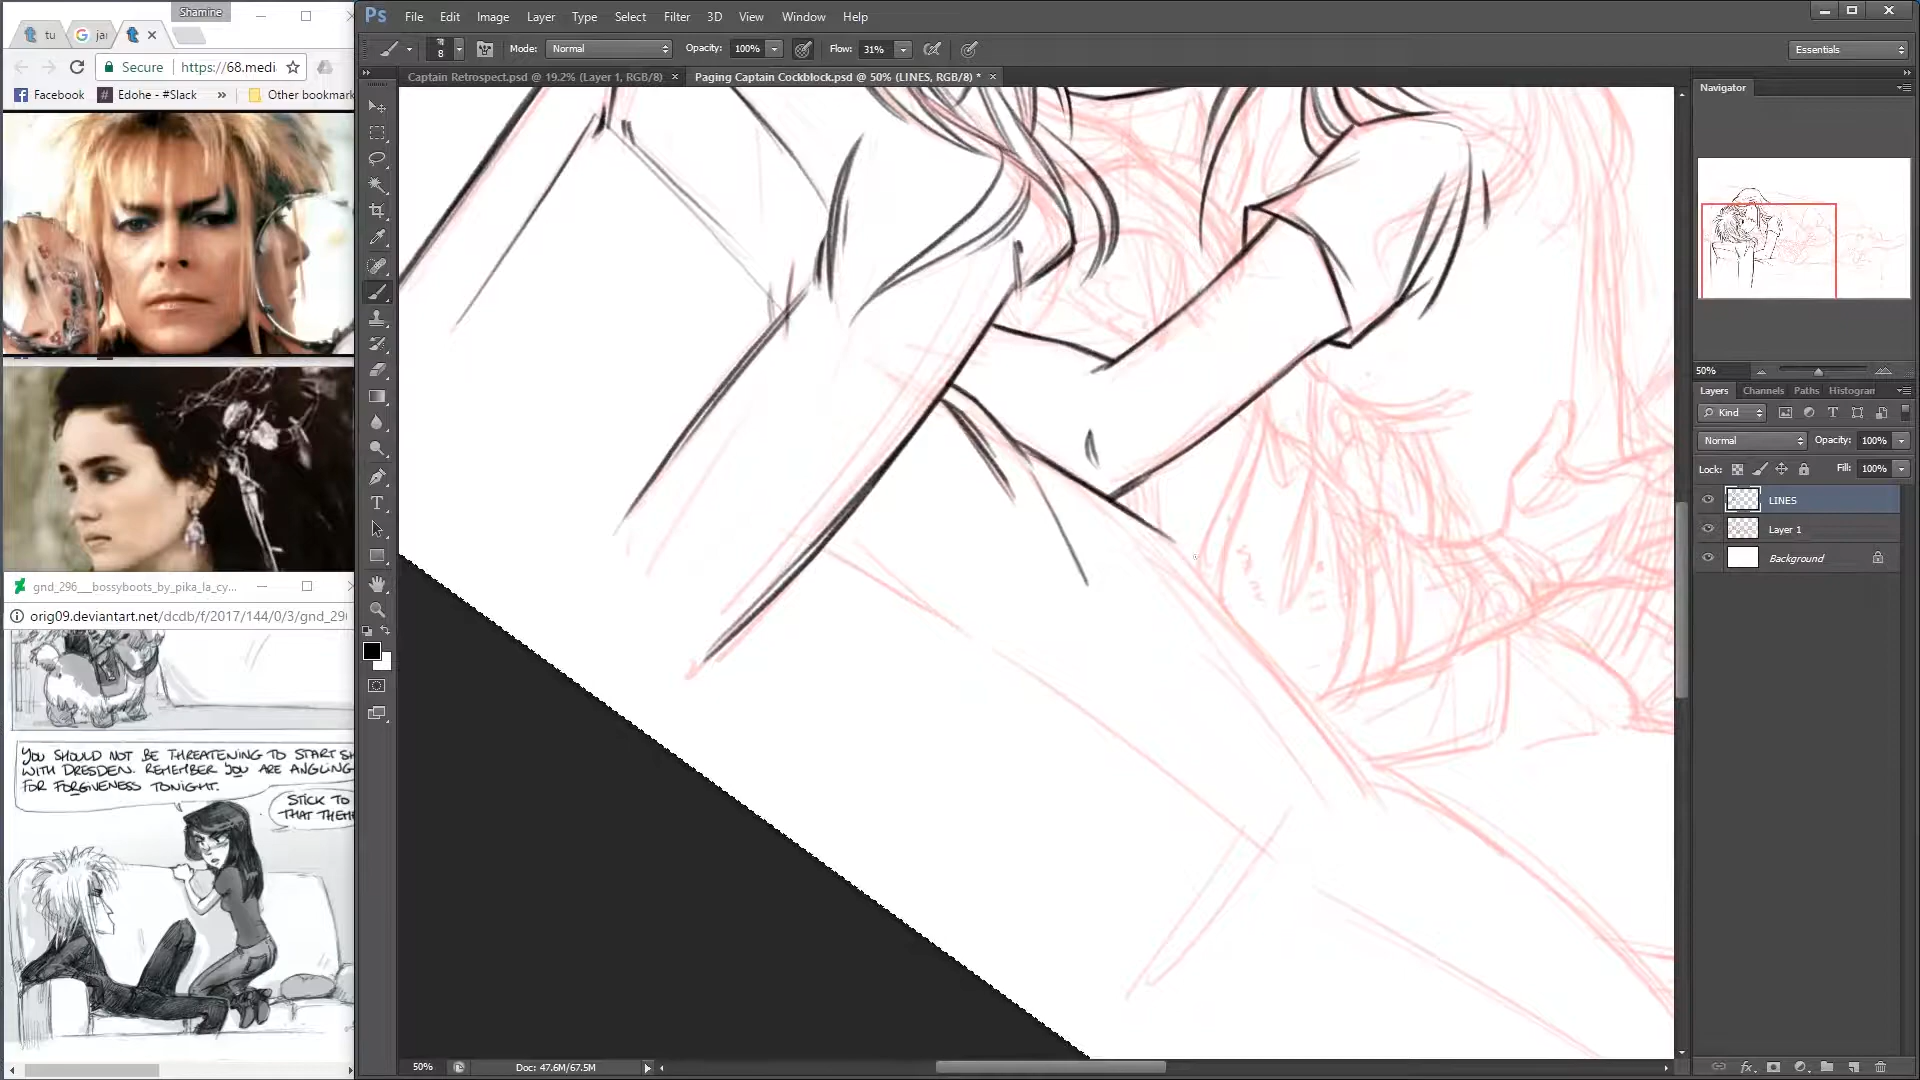 Shamine
tu
jar
Secure
https://68.medi
Facebook
Edohe - #Slack
»
Other bookmark
gnd_296__bossyboots_by_pika_la_cy...
orig09.deviantart.net/dcdb/f/2017/144/0/3/gnd_29
YOU SHOULD NOT BE THREATENING TO START SH
WITH DRESDEN. REMEMBER YOU ARE ANGLING
FOR FORGIVENESS TONIGHT.
STICK TO
THAT THEM
Ps
File Edit Image Layer Type Select Filter 3D View Window Help
8
Mode: Normal
Opacity: 100%
Flow: 31%
Essentials
Captain Retrospect.psd @ 19.2% (Layer 1, RGB/8) ×
Paging Captain Cockblock.psd @ 50% (LINES, RGB/8) * ×
Navigator
50%
Layers Channels Paths Histogran
Kind
Normal
Opacity: 100%
Lock:
Fill: 100%
LINES
Layer 1
Background
50%
Doc: 47.6M/67.5M